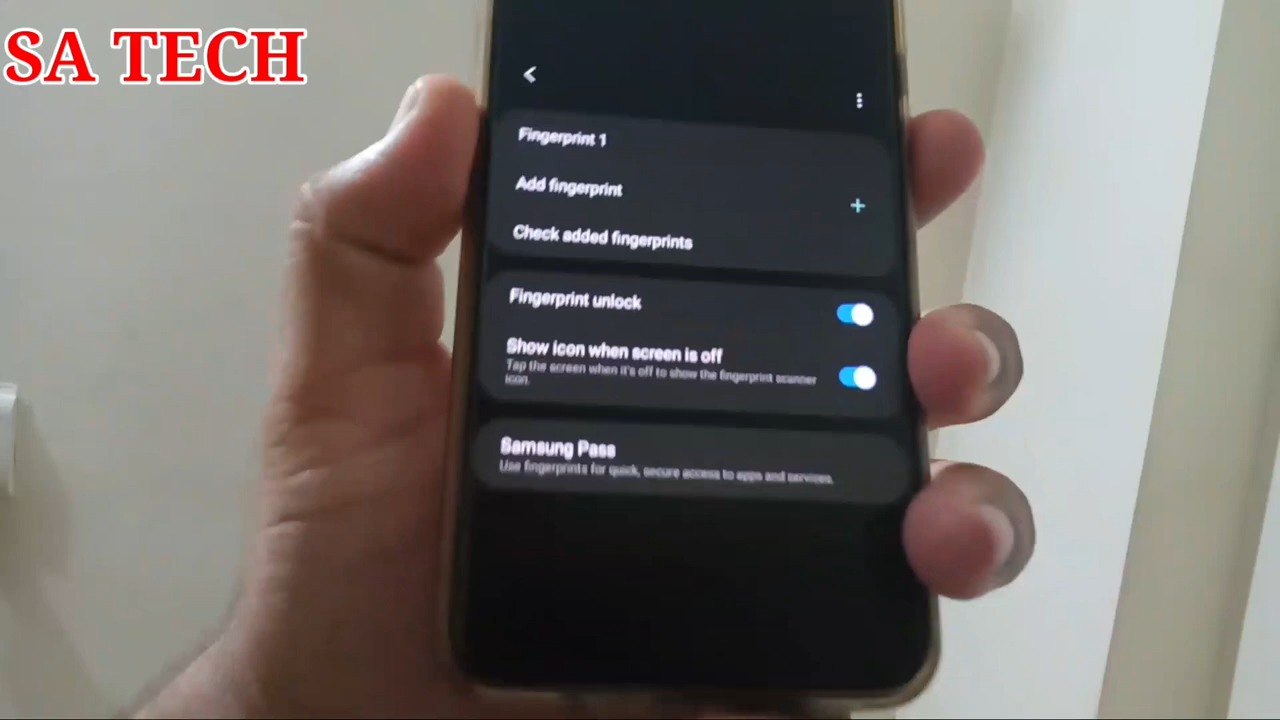 SA TECH
Fingerprint 1
Add fingerprint
Check added fingerprints
Fingerprint unlock
Show icon when screen is off
Tap the screen when it's off to show the fingerprint scanner
icon.
Samsung Pass
Use fingerprints for quick, secure access to apps and services.